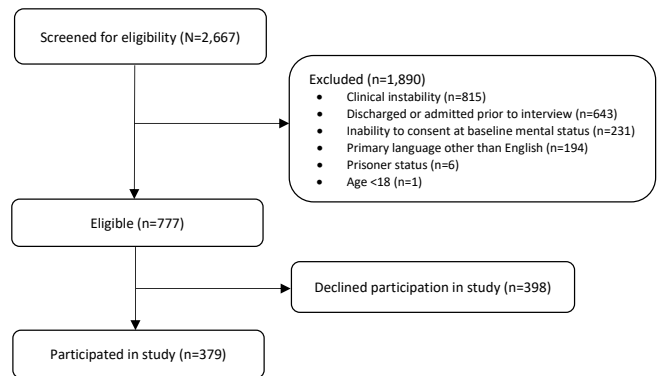 Screened for eligibility (N=2,667)
Excluded (n=1,890)
• Clinical instability (n=815)
• Discharged or admitted prior to interview (n=643)
• Inability to consent at baseline mental status (n=231)
• Primary language other than English (n=194)
• Prisoner status (n=6)
• Age <18 (n=1)
Eligible (n=777)
Declined participation in study (n=398)
Participated in study (n=379)